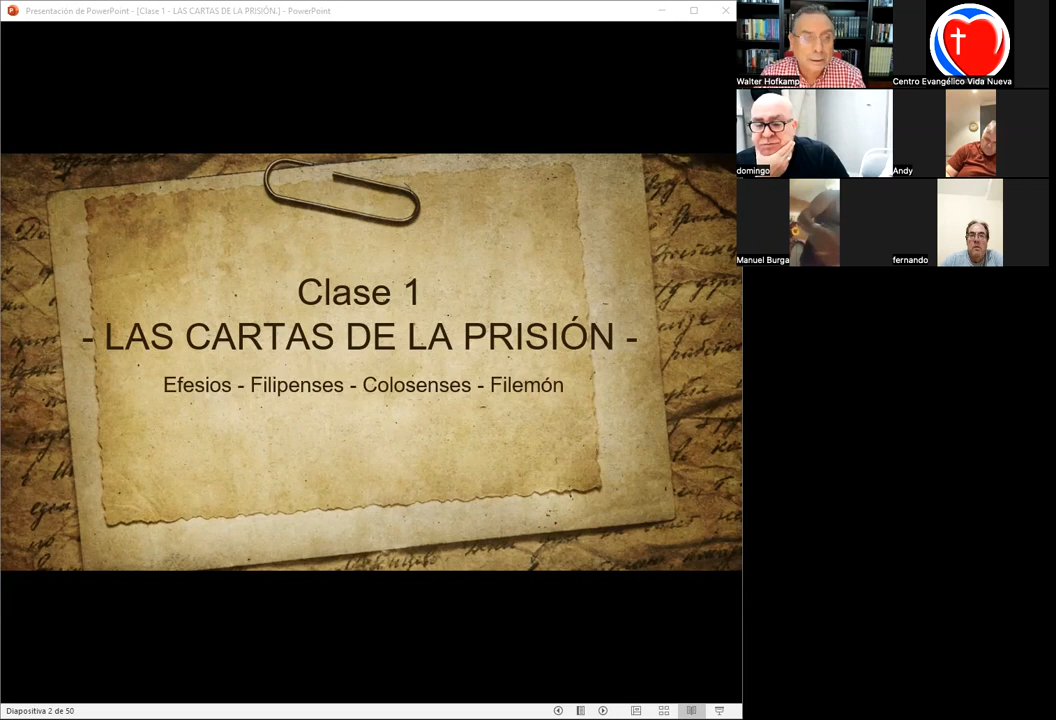 Presentación de PowerPoint - [Clase 1 - LAS CARTAS DE LA PRISIÓN.] - PowerPoint
Clase 1
- LAS CARTAS DE LA PRISIÓN -
Efesios - Filipenses - Colosenses - Filemón
Diapositiva 2 de 50
Walter Hofkamp
Centro Evangélico Vida Nueva
domingo
Andy
Manuel Burga
fernando